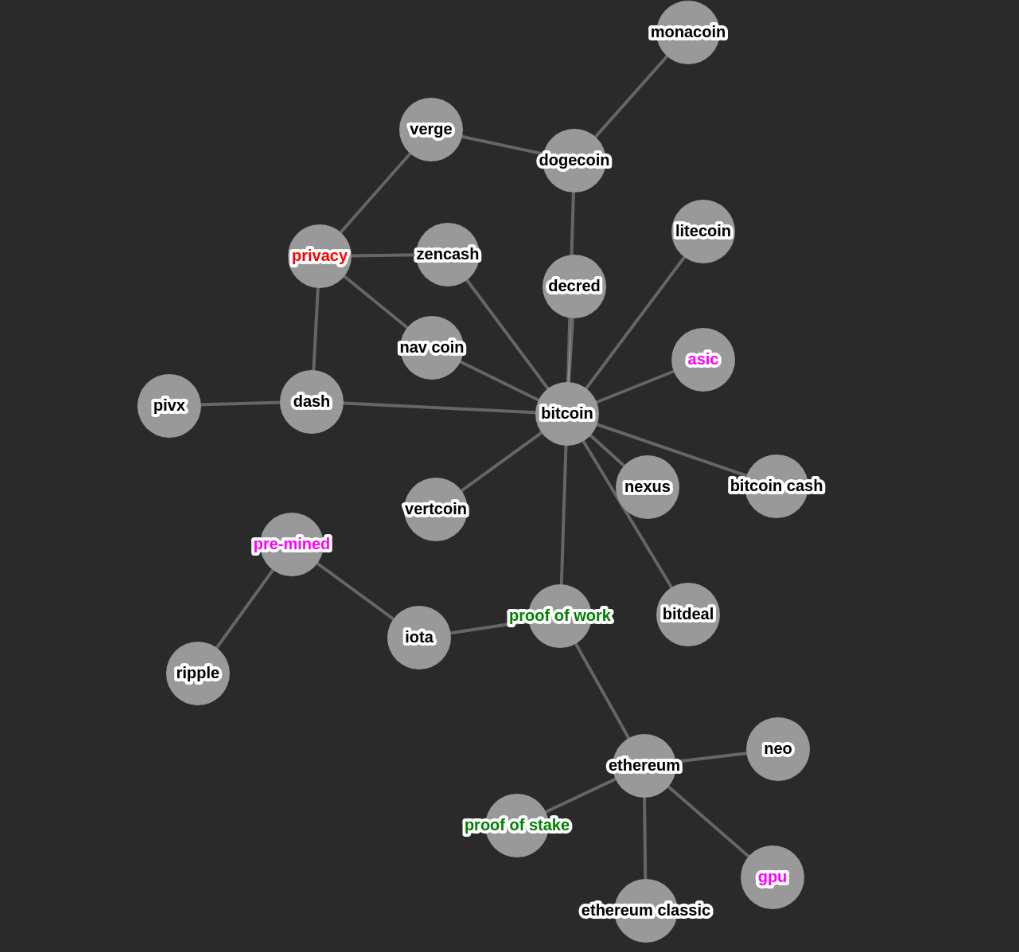 monacoin
verge
dogecoin
litecoin
privacy
zencash
decred
nav coin
asic
pivx
dash
bitcoin
vertcoin
nexus
bitcoin cash
pre-mined
iota
proof of work
bitdeal
ripple
ethereum
neo
proof of stake
gpu
ethereum classic